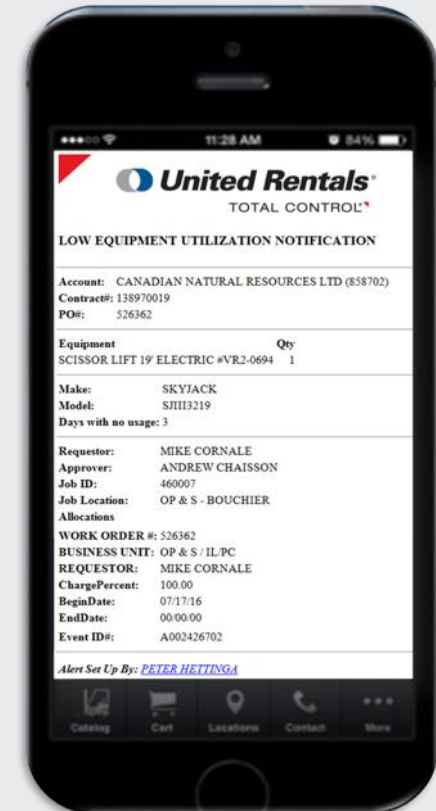 11:28 AM 84%
United Rentals®
TOTAL CONTROL®
LOW EQUIPMENT UTILIZATION NOTIFICATION
Account: CANADIAN NATURAL RESOURCES LTD (858702)
Contract#: 138970019
PO#: 526362
Equipment Qty
SCISSOR LIFT 19' ELECTRIC #VR2-0694 1
Make: SKYJACK
Model: SJIII3219
Days with no usage: 3
Requestor: MIKE CORNALE
Approver: ANDREW CHAISSON
Job ID: 460007
Job Location: OP & S - BOUCHIER
Allocations
WORK ORDER #: 526362
BUSINESS UNIT: OP & S / IL/PC
REQUESTOR: MIKE CORNALE
ChargePercent: 100.00
BeginDate: 07/17/16
EndDate: 00/00/00
Event ID#: A002426702
Alert Set Up By: PETER HETTINGA
Catalog Cart Locations Contact More